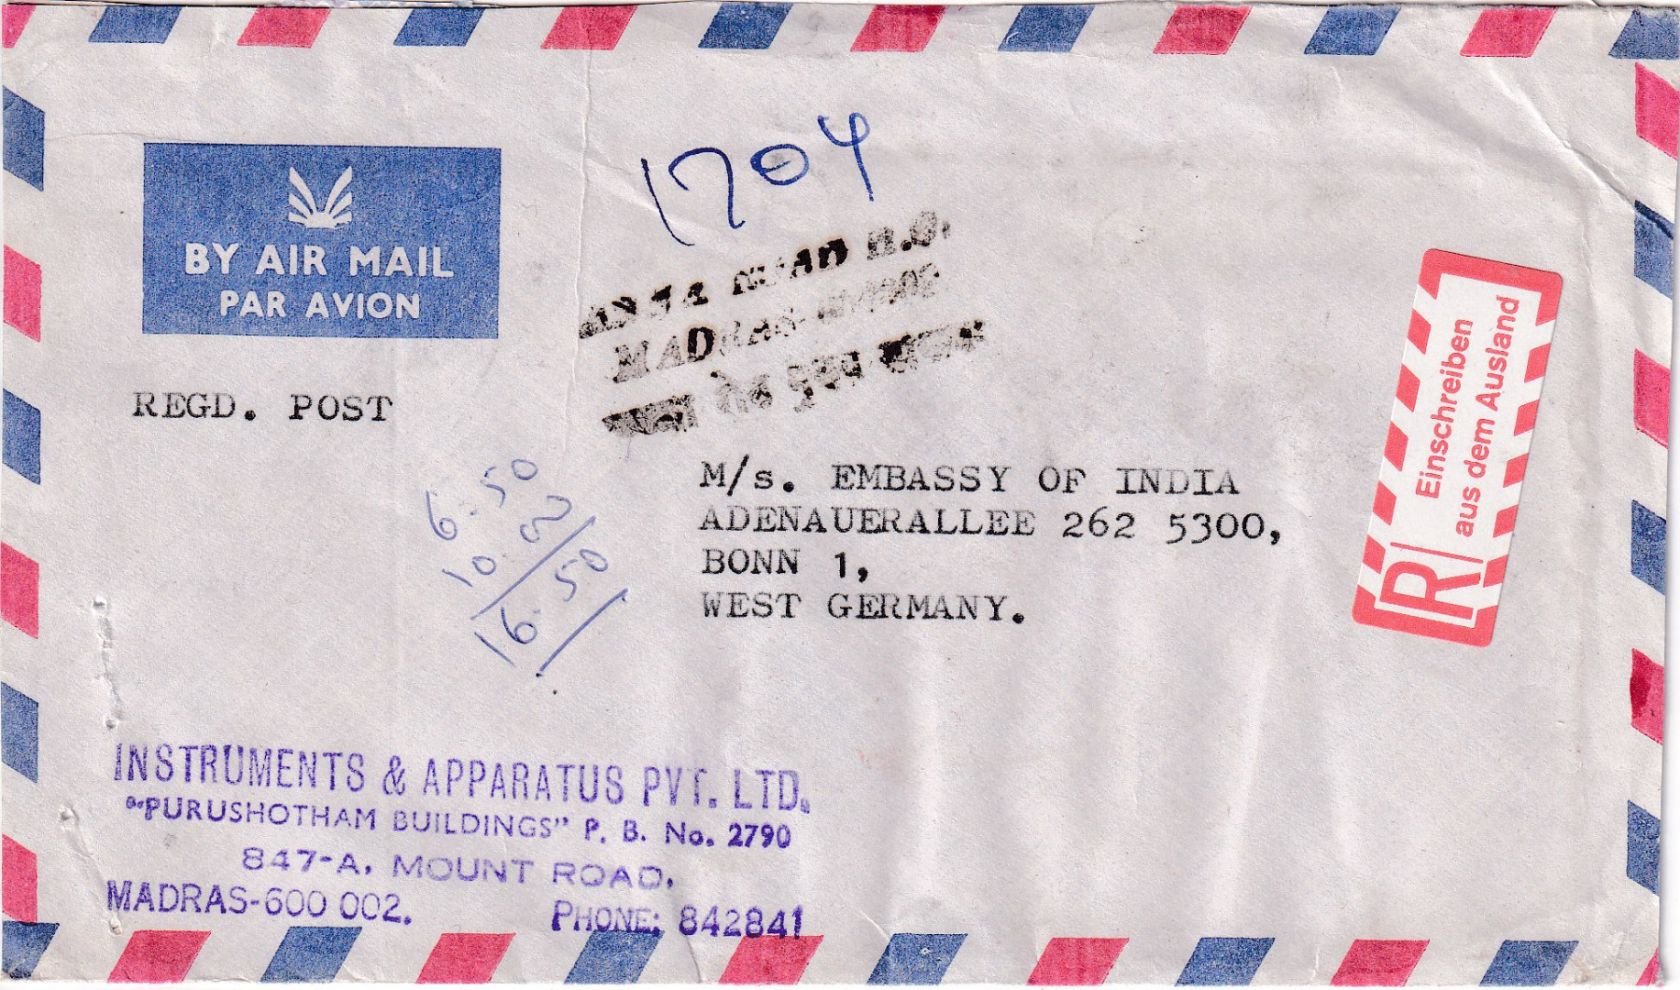 1704
BY AIR MAIL
PAR AVION
H.O.
MADRAS-
REGD. POST
M/s. EMBASSY OF INDIA
ADENAUERALLEE 262 5300,
BONN 1,
WEST GERMANY.
6.50
16.50
R
Einschreiben
aus dem Ausland
INSTRUMENTS & APPARATUS PVT. LTD.
"PURUSHOTHAM BUILDINGS" P. B. No. 2790
847-A, MOUNT ROAD,
MADRAS-600 002. PHONE: 842841